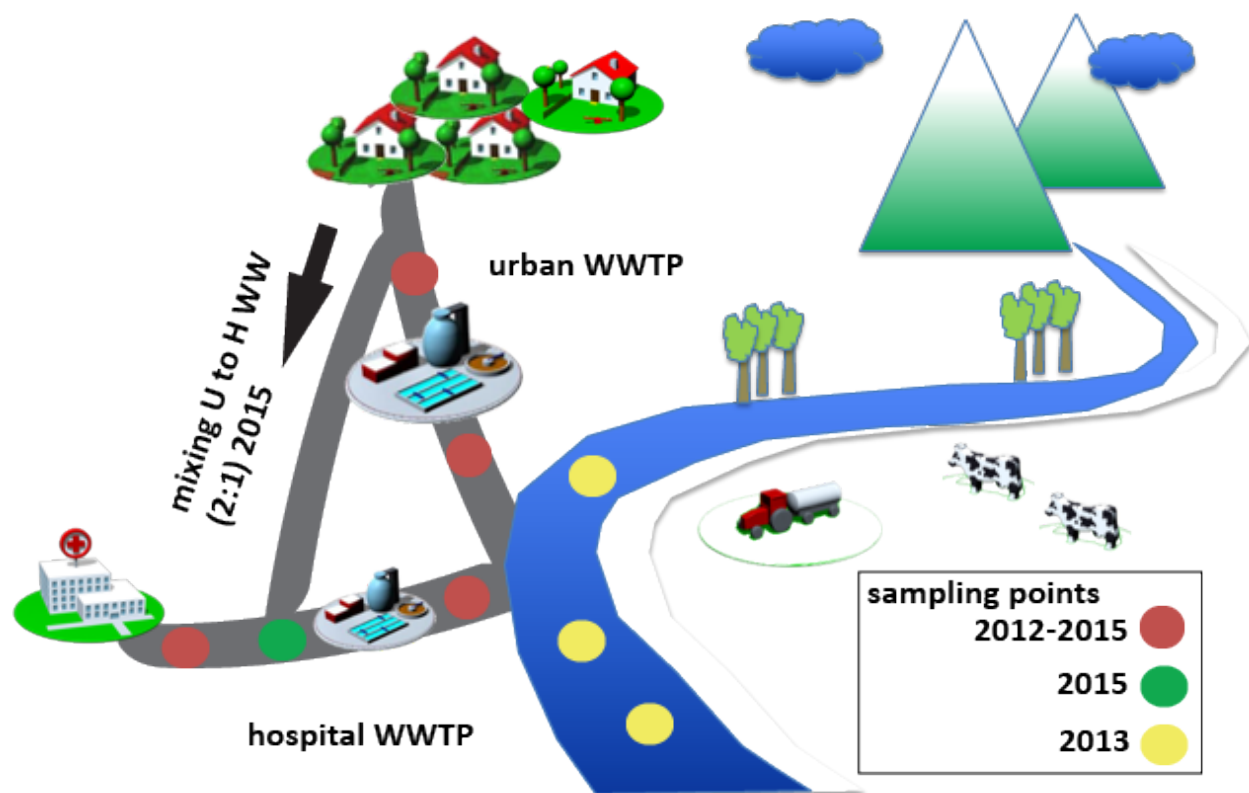 urban WWTP
mixing U to H WW
(2:1) 2015
hospital WWTP
sampling points
2012-2015
2015
2013